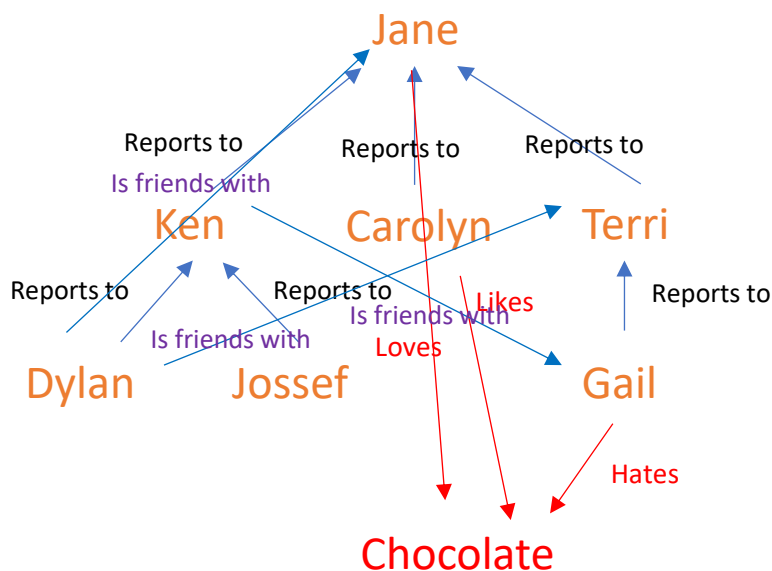 Jane
Reports to
Reports to
Reports to
Is friends with
Ken
Carolyn
Terri
Reports to
Reports to
Reports to
Likes
Is friends with
Is friends with
Loves
Dylan
Jossef
Gail
Hates
Chocolate